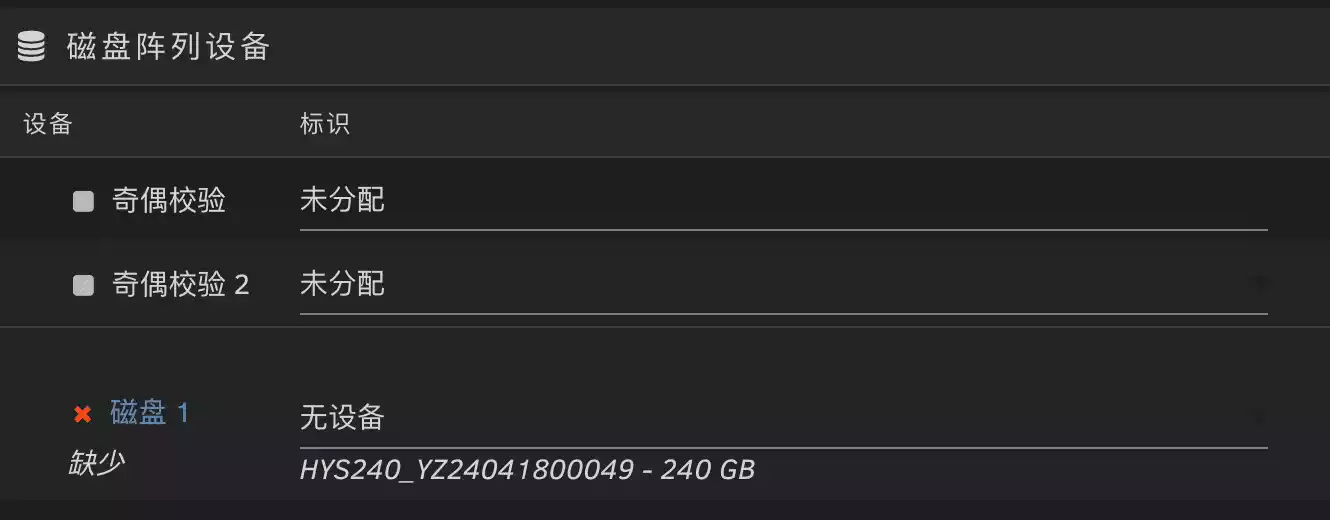 磁盘阵列设备
设备 标识
奇偶校验 未分配
奇偶校验 2 未分配
磁盘 1 无设备
缺少 HYS240_YZ24041800049 - 240 GB